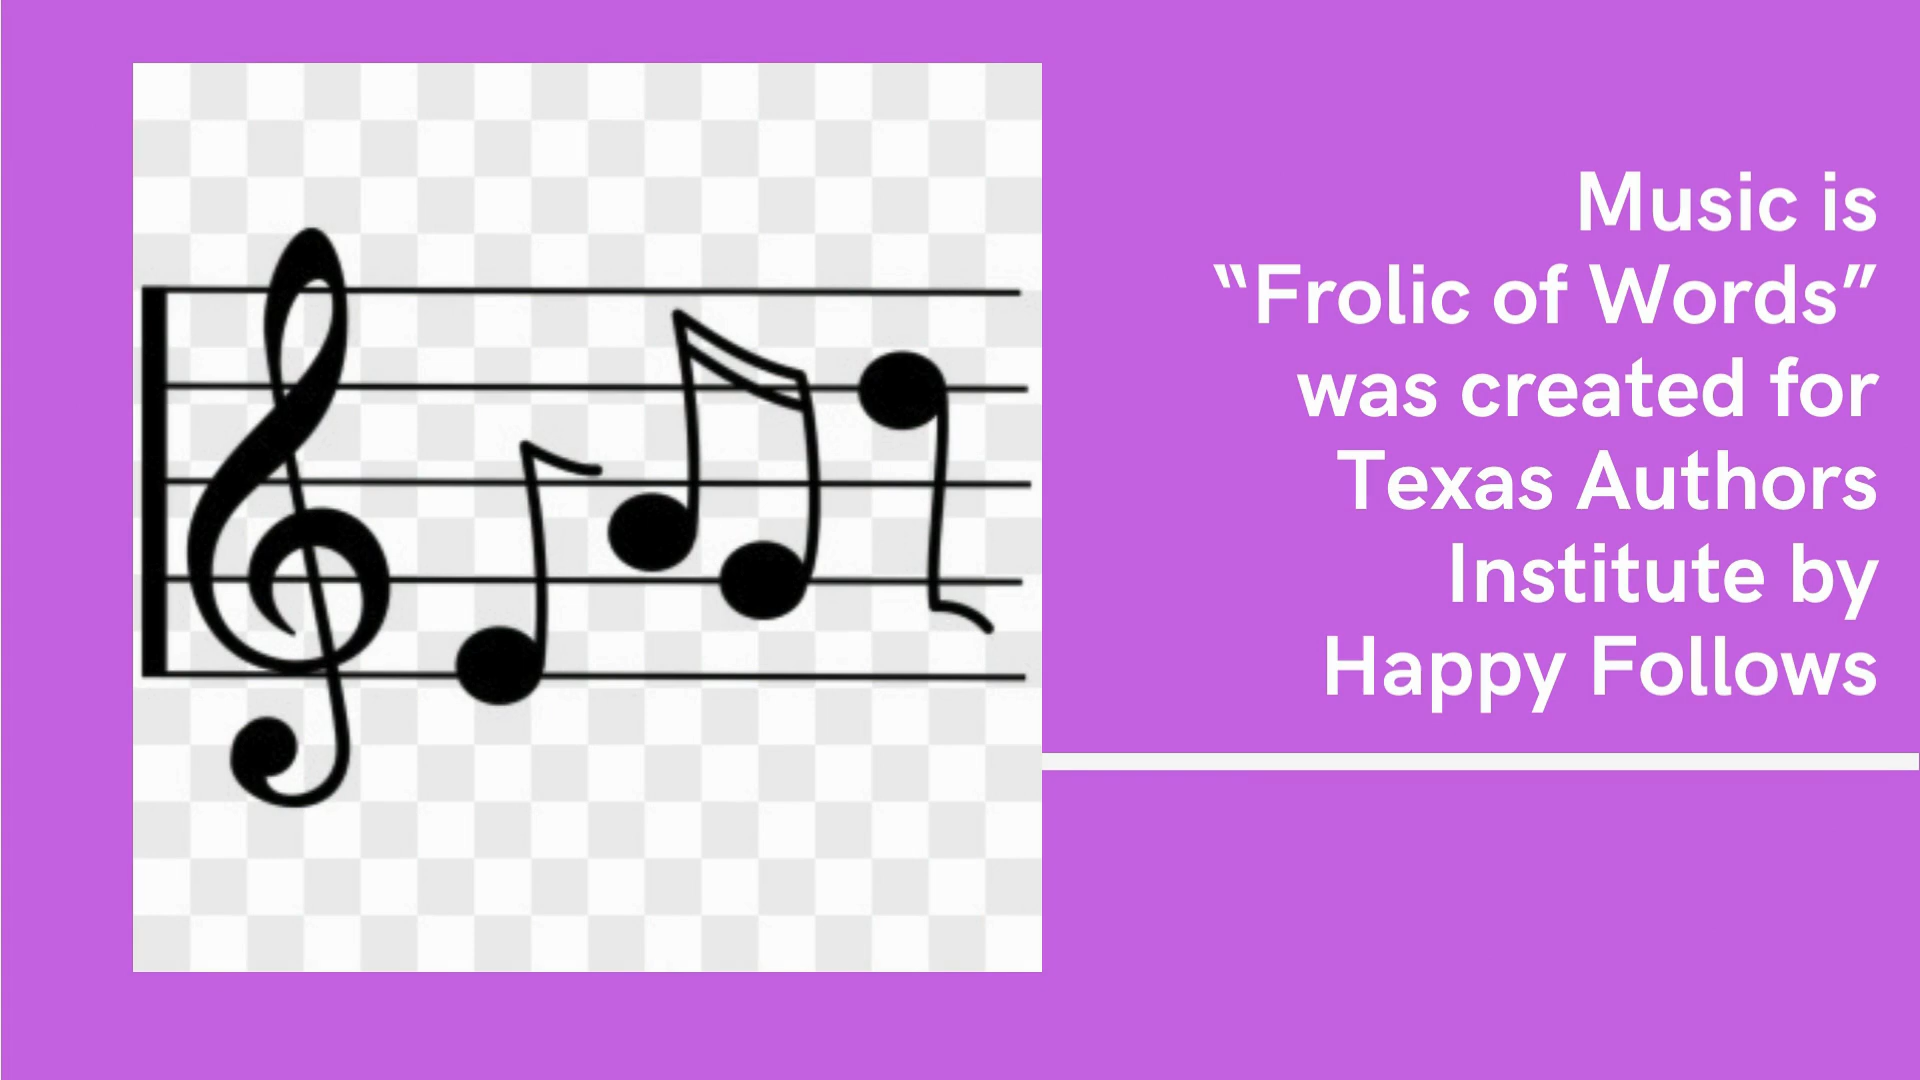 Music is
“Frolic of Words”
was created for
Texas Authors
Institute by
Happy Follows